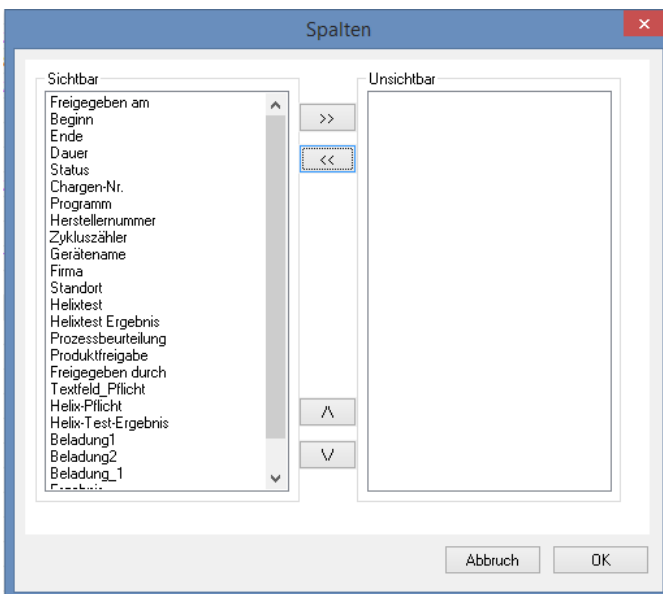 Spalten
Sichtbar
Freigegeben am
Beginn
Ende
Dauer
Status
Chargen-Nr.
Programm
Herstellernummer
Zykluszähler
Gerätename
Firma
Standort
Helixtest
Helixtest Ergebnis
Prozessbeurteilung
Produktfreigabe
Freigegeben durch
Textfeld_Pflicht
Helix-Pflicht
Helix-Test-Ergebnis
Beladung1
Beladung2
Beladung_1
>>
<<
/\
\/
Unsichtbar
Abbruch
OK